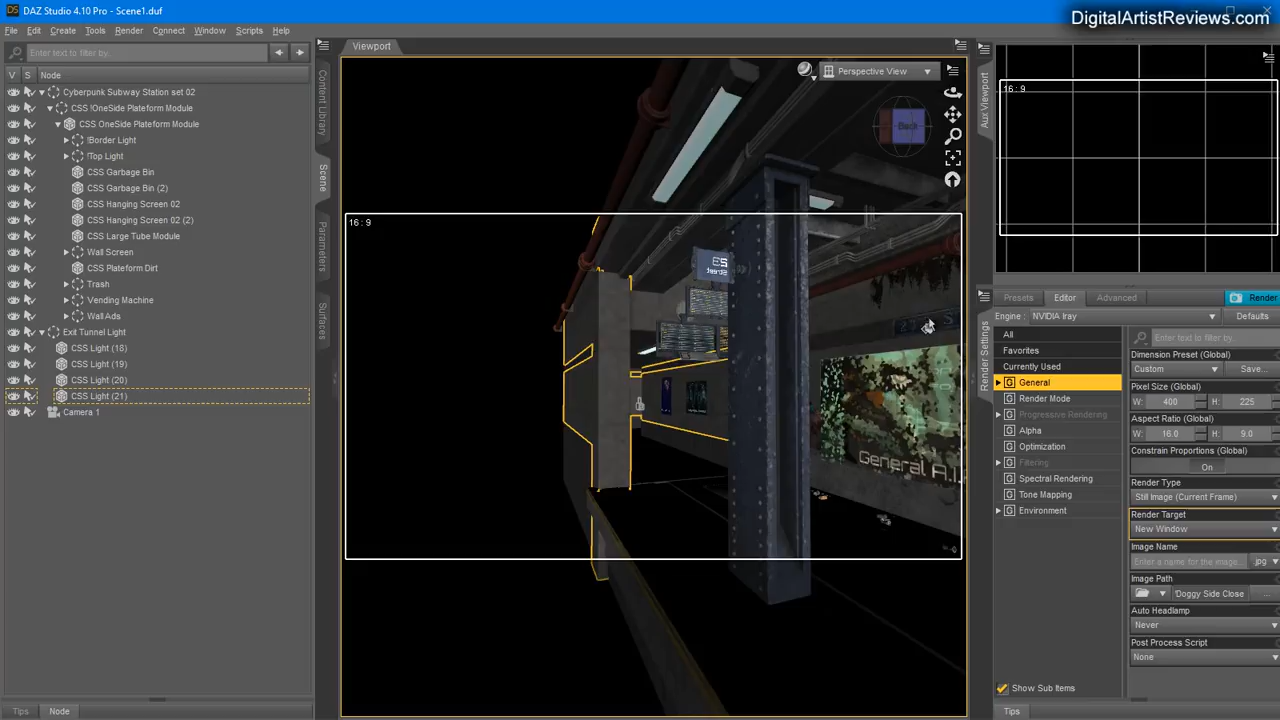 DAZ Studio 4.10 Pro - Scene1.duf
DigitalArtistReviews.com
File Edit Create Tools Render Connect Window Scripts Help
Enter text to filter by...
V S Node
Cyberpunk Subway Station set 02
CSS !OneSide Plateform Module
CSS OneSide Plateform Module
!Border Light
!Top Light
CSS Garbage Bin
CSS Garbage Bin (2)
CSS Hanging Screen 02
CSS Hanging Screen 02 (2)
CSS Large Tube Module
Wall Screen
CSS Plateform Dirt
Trash
Vending Machine
Wall Ads
Exit Tunnel Light
CSS Light (18)
CSS Light (19)
CSS Light (20)
CSS Light (21)
Camera 1
Tips Node
Content Library
Scene
Parameters
Surfaces
Viewport
Perspective View
Back
16 : 9
Street
General A.I.
Aux Viewport
16 : 9
Render Settings
Presets Editor Advanced Render
Engine : NVIDIA Iray Defaults
All
Favorites
Currently Used
General
Render Mode
Progressive Rendering
Alpha
Optimization
Filtering
Spectral Rendering
Tone Mapping
Environment
Show Sub Items
Tips
Enter text to filter by...
Dimension Preset (Global)
Custom Save...
Pixel Size (Global)
W: 400 H: 225
Aspect Ratio (Global)
W: 16.0 H: 9.0
Constrain Proportions (Global)
On
Render Type
Still Image (Current Frame)
Render Target
New Window
Image Name
Enter a name for the image... .jpg
Image Path
Doggy Side Close ...
Auto Headlamp
Never
Post Process Script
None